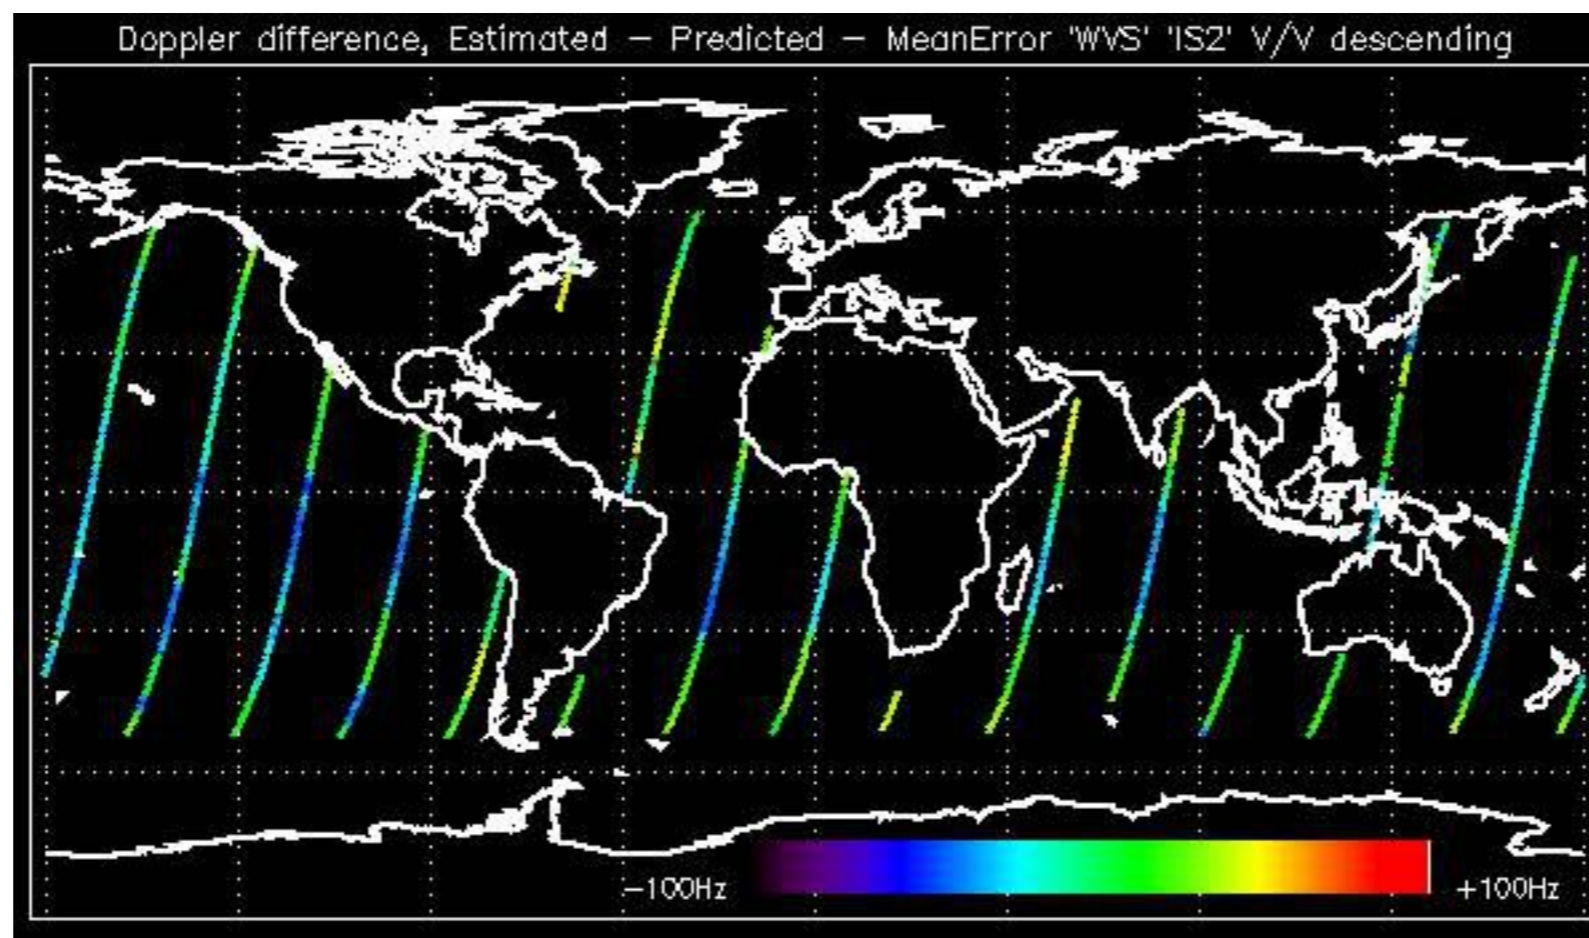 Doppler difference, Estimated – Predicted – MeanError 'WVS' 'IS2' V/V descending
–100Hz
+100Hz